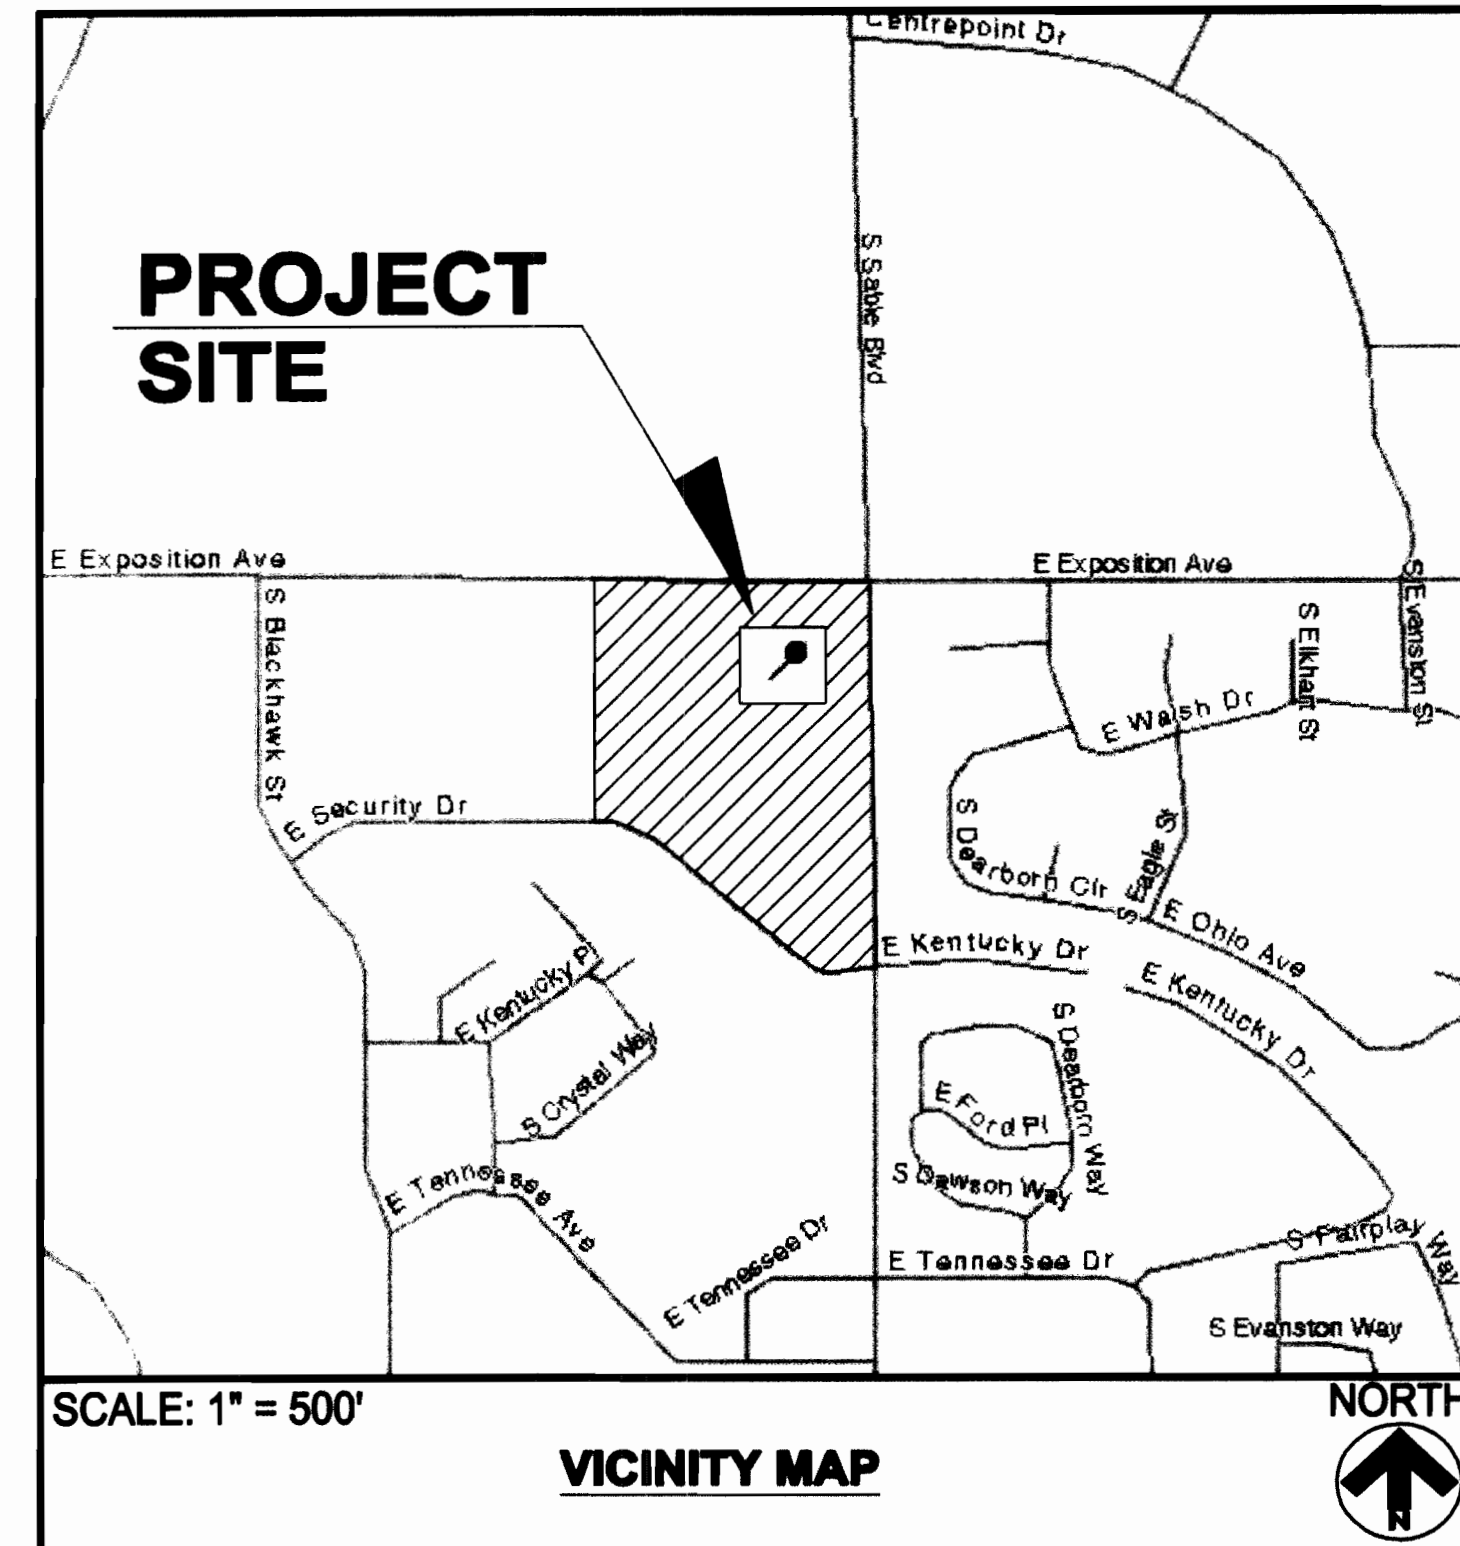 Centrepoint Dr
S Sable Blvd
PROJECT
SITE
E Exposition Ave
E Exposition Ave
S Blackhawk St
S Evanston St
S Elkhart St
E Walsh Dr
E Security Dr
S Dearborn Cir
S Eagle St
E Ohio Ave
E Kentucky Dr
E Kentucky Dr
E Kentucky Pl
S Crystal Way
S Dearborn Way
E Ford Pl
S Dawson Way
E Tennessee Ave
E Tennessee Dr
E Tennessee Dr
S Fairplay Way
S Evanston Way
SCALE: 1" = 500'
NORTH
VICINITY MAP
N